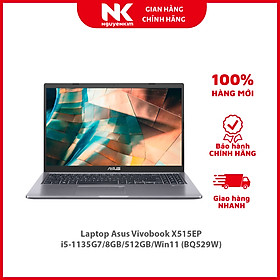 NK
NGUYENKIM
GIAN HÀNG
CHÍNH HÃNG
100%
HÀNG MỚI
Bảo hành
CHÍNH HÃNG
Giao hàng
NHANH
ASUS
Laptop Asus Vivobook X515EP
i5-1135G7/8GB/512GB/Win11 (BQ529W)